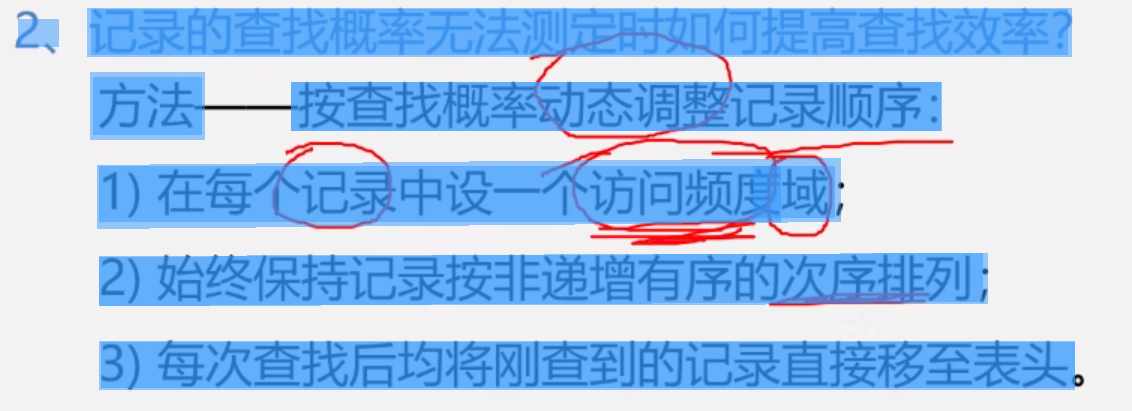 2、记录的查找概率无法测定时如何提高查找效率?
方法——按查找概率动态调整记录顺序:
1) 在每个记录中设一个访问频度域;
2) 始终保持记录按非递增有序的次序排列;
3) 每次查找后均将刚查到的记录直接移至表头。